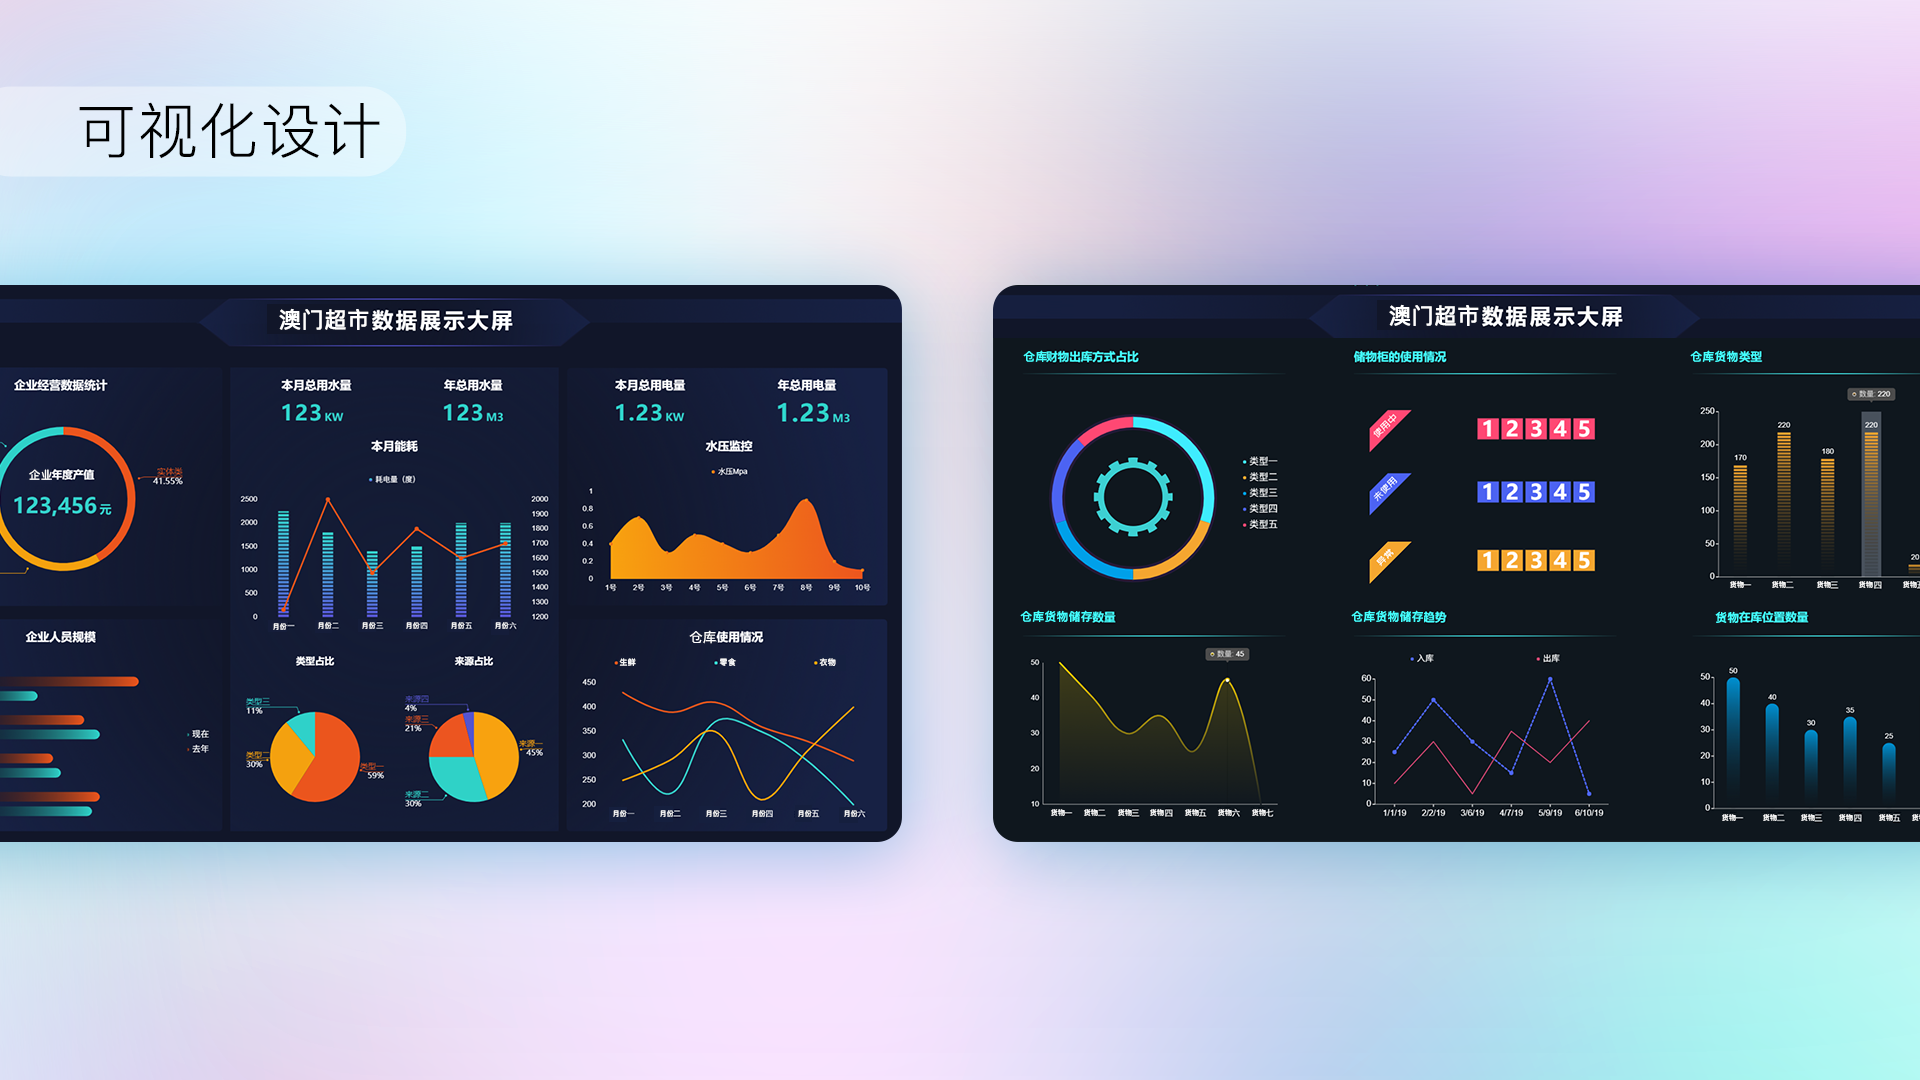 可视化设计
澳门超市数据展示大屏
企业经营数据统计
企业年度产值
123,456元
实体类
41.55%
企业人员规模
现在
去年
本月总用水量
123 KW
年总用水量
123 M3
本月能耗
耗电量（度）
2500
2000
1500
1000
500
0
2000
1900
1800
1700
1600
1500
1400
1300
1200
月份一 月份二 月份三 月份四 月份五 月份六
类型占比
类型三
11%
类型二
30%
类型一
59%
来源占比
来源四
4%
来源三
21%
来源二
30%
来源一
45%
本月总用电量
1.23 KW
年总用电量
1.23 M3
水压监控
水压Mpa
1
0.8
0.6
0.4
0.2
0
1号 2号 3号 4号 5号 6号 7号 8号 9号 10号
仓库使用情况
生鲜 零食 衣物
450
400
350
300
250
200
月份一 月份二 月份三 月份四 月份五 月份六
澳门超市数据展示大屏
仓库财物出库方式占比
类型一
类型二
类型三
类型四
类型五
储物柜的使用情况
使用中
1 2 3 4 5
未使用
1 2 3 4 5
异常
1 2 3 4 5
仓库货物类型
数量: 220
250
200
150
100
50
0
170
220
180
220
20
货物一 货物二 货物三 货物四 货物五
仓库货物储存数量
数量: 45
50
40
30
20
10
货物一 货物二 货物三 货物四 货物五 货物六 货物七
仓库货物储存趋势
入库 出库
60
50
40
30
20
10
0
1/1/19 2/2/19 3/6/19 4/7/19 5/9/19 6/10/19
货物在库位置数量
50
40
30
20
10
0
50
40
30
35
25
货物一 货物二 货物三 货物四 货物五